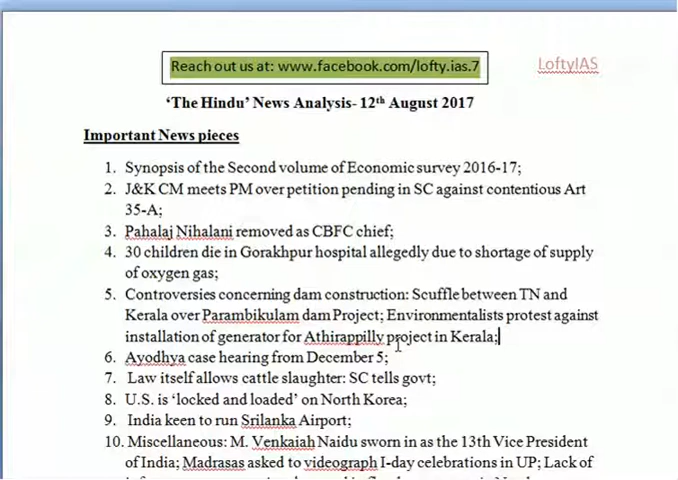 Reach out us at: www.facebook.com/lofty.ias.7
LoftyIAS
‘The Hindu’ News Analysis- 12th August 2017
Important News pieces
1. Synopsis of the Second volume of Economic survey 2016-17;
2. J&K CM meets PM over petition pending in SC against contentious Art
35-A;
3. Pahalaj Nihalani removed as CBFC chief;
4. 30 children die in Gorakhpur hospital allegedly due to shortage of supply
of oxygen gas;
5. Controversies concerning dam construction: Scuffle between TN and
Kerala over Parambikulam dam Project; Environmentalists protest against
installation of generator for Athirappilly project in Kerala;
6. Ayodhya case hearing from December 5;
7. Law itself allows cattle slaughter: SC tells govt;
8. U.S. is ‘locked and loaded’ on North Korea;
9. India keen to run Srilanka Airport;
10. Miscellaneous: M. Venkaiah Naidu sworn in as the 13th Vice President
of India; Madrasas asked to videograph I-day celebrations in UP; Lack of